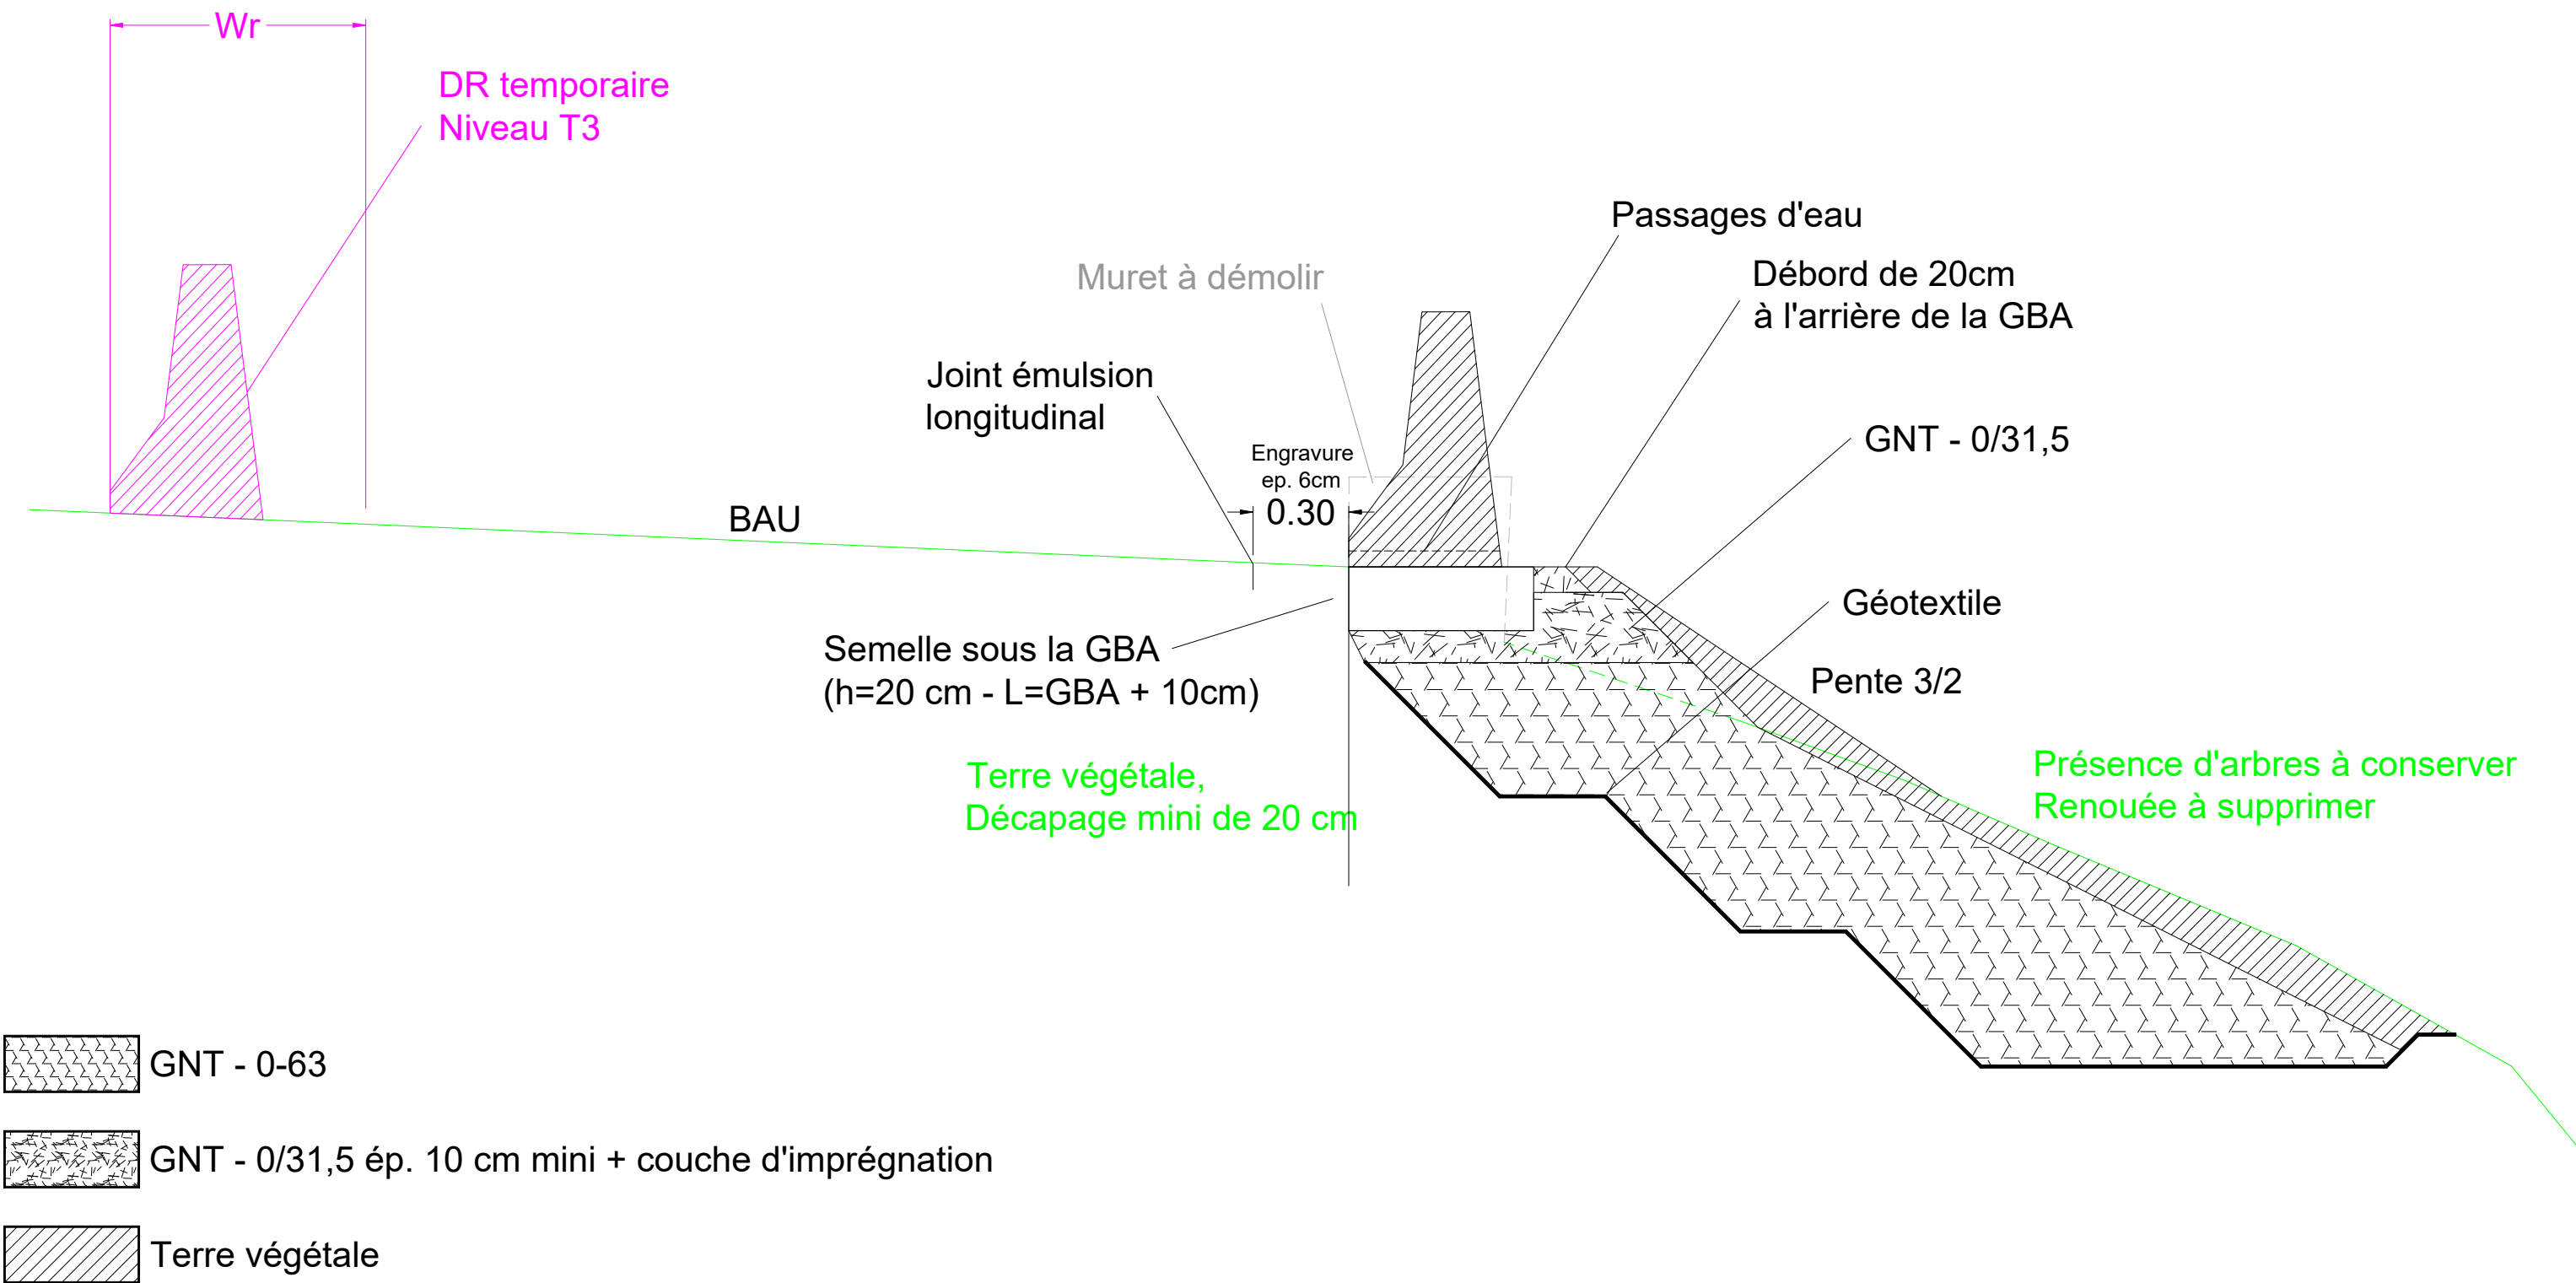 Wr
DR temporaire
Niveau T3
Passages d'eau
Muret à démolir
Débord de 20cm
à l'arrière de la GBA
Joint émulsion
longitudinal
Engravure
ep. 6cm
0.30
GNT - 0/31,5
BAU
Géotextile
Semelle sous la GBA
(h=20 cm - L=GBA + 10cm)
Pente 3/2
Terre végétale,
Décapage mini de 20 cm
Présence d'arbres à conserver
Renouée à supprimer
GNT - 0-63
GNT - 0/31,5 ép. 10 cm mini + couche d'imprégnation
Terre végétale